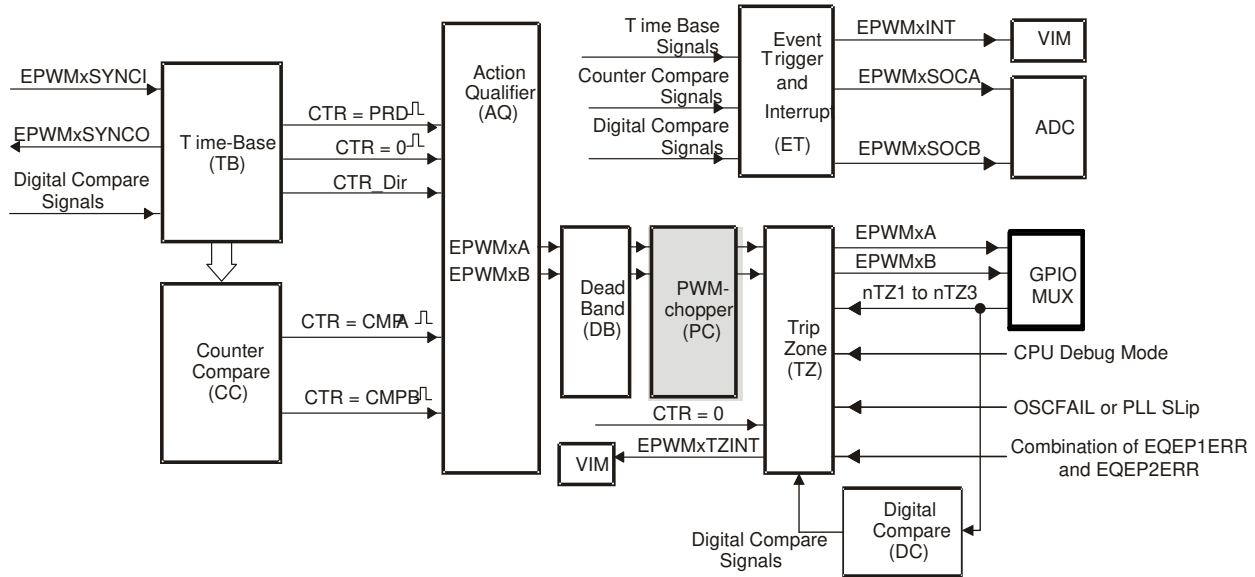 EPWMxSYNCI
EPWMxSYNCO
Digital Compare
Signals
Time-Base
(TB)
CTR = PRD
CTR = 0
CTR_Dir
Counter
Compare
(CC)
CTR = CMPA
CTR = CMPB
Action
Qualifier
(AQ)
EPWMxA
EPWMxB
Time Base
Signals
Counter Compare
Signals
Digital Compare
Signals
Event
Trigger
and
Interrupt
(ET)
EPWMxINT
EPWMxSOCA
EPWMxSOCB
VIM
ADC
Dead
Band
(DB)
PWM-
chopper
(PC)
CTR = 0
EPWMxTZINT
VIM
Trip
Zone
(TZ)
EPWMxA
EPWMxB
nTZ1 to nTZ3
GPIO
MUX
CPU Debug Mode
OSCFAIL or PLL SLip
Combination of EQEP1ERR
and EQEP2ERR
Digital
Compare
(DC)
Digital Compare
Signals